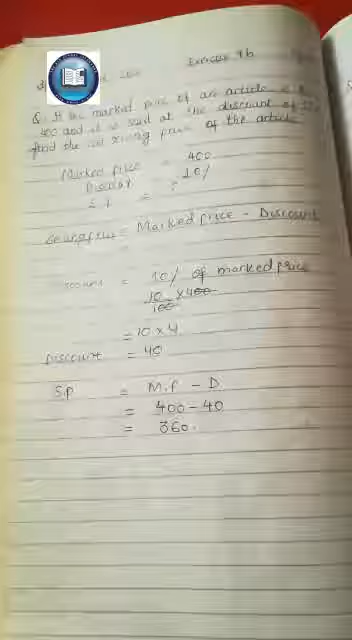 Exercise 9b
Q. If the marked price of an article is
400 and it is sold at the discount of
find the selling price of the article
Marked price = 400
Discount = 10%
S.P = ?
Selling price = Marked price - Discount
Discount = 10% of marked price
10/100 × 400
= 10 × 4
Discount = 40
S.P = M.P - D
= 400 - 40
= 360.